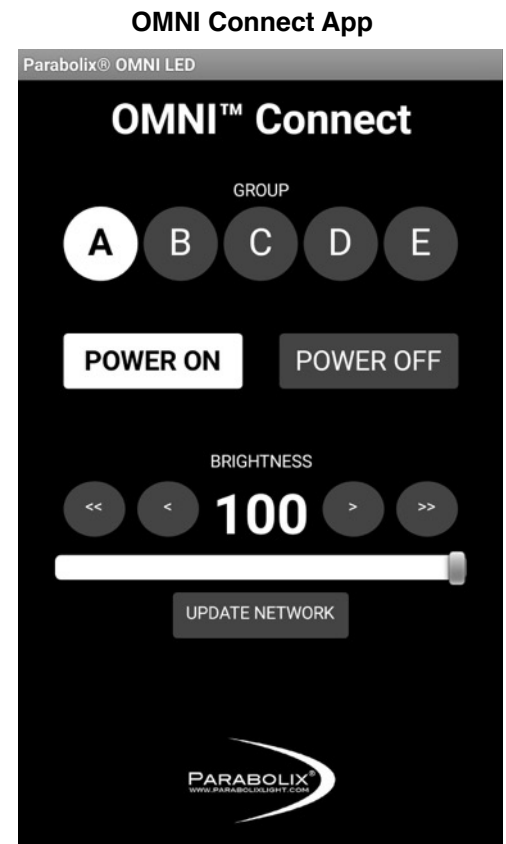 OMNI Connect App
Parabolix® OMNI LED
OMNI™ Connect
GROUP
A B C D E
POWER ON POWER OFF
BRIGHTNESS
<< < 100 > >>
UPDATE NETWORK
PARABOLIX®
WWW.PARABOLIXLIGHT.COM